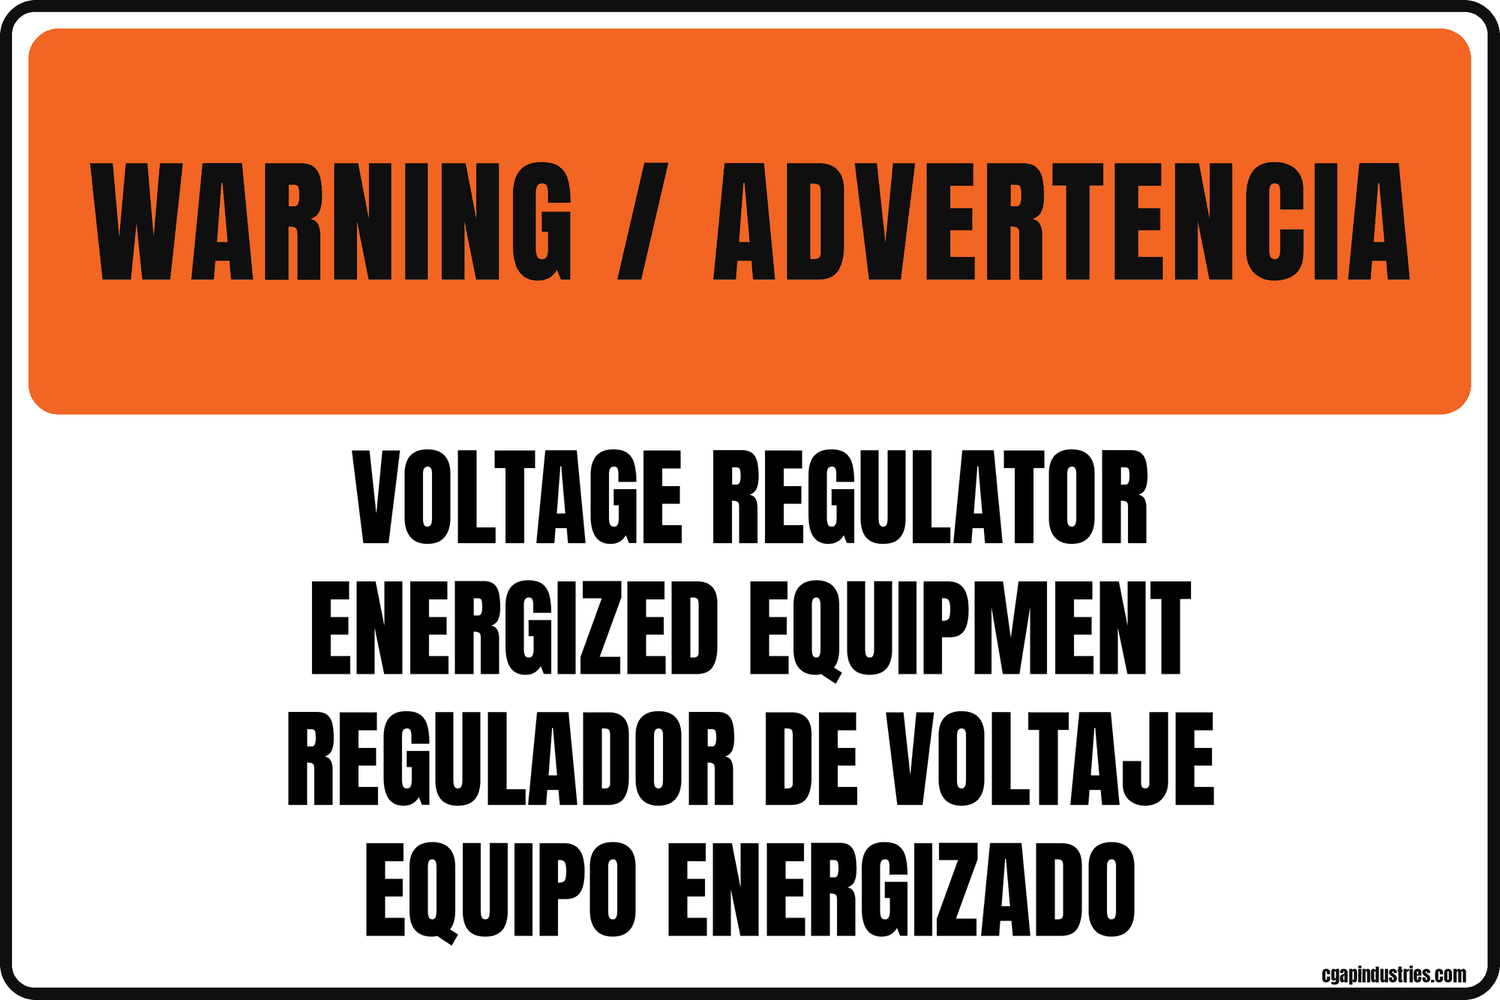 WARNING / ADVERTENCIA
VOLTAGE REGULATOR
ENERGIZED EQUIPMENT
REGULADOR DE VOLTAJE
EQUIPO ENERGIZADO
cgapindustries.com